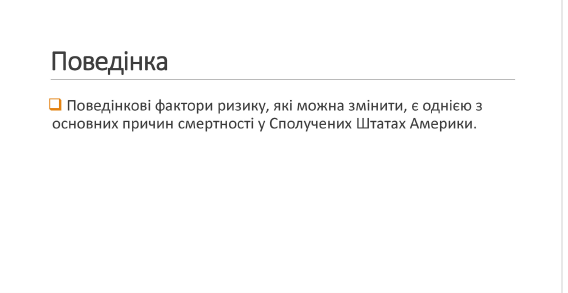 Поведінка
Поведінкові фактори ризику, які можна змінити, є однією з
основних причин смертності у Сполучених Штатах Америки.